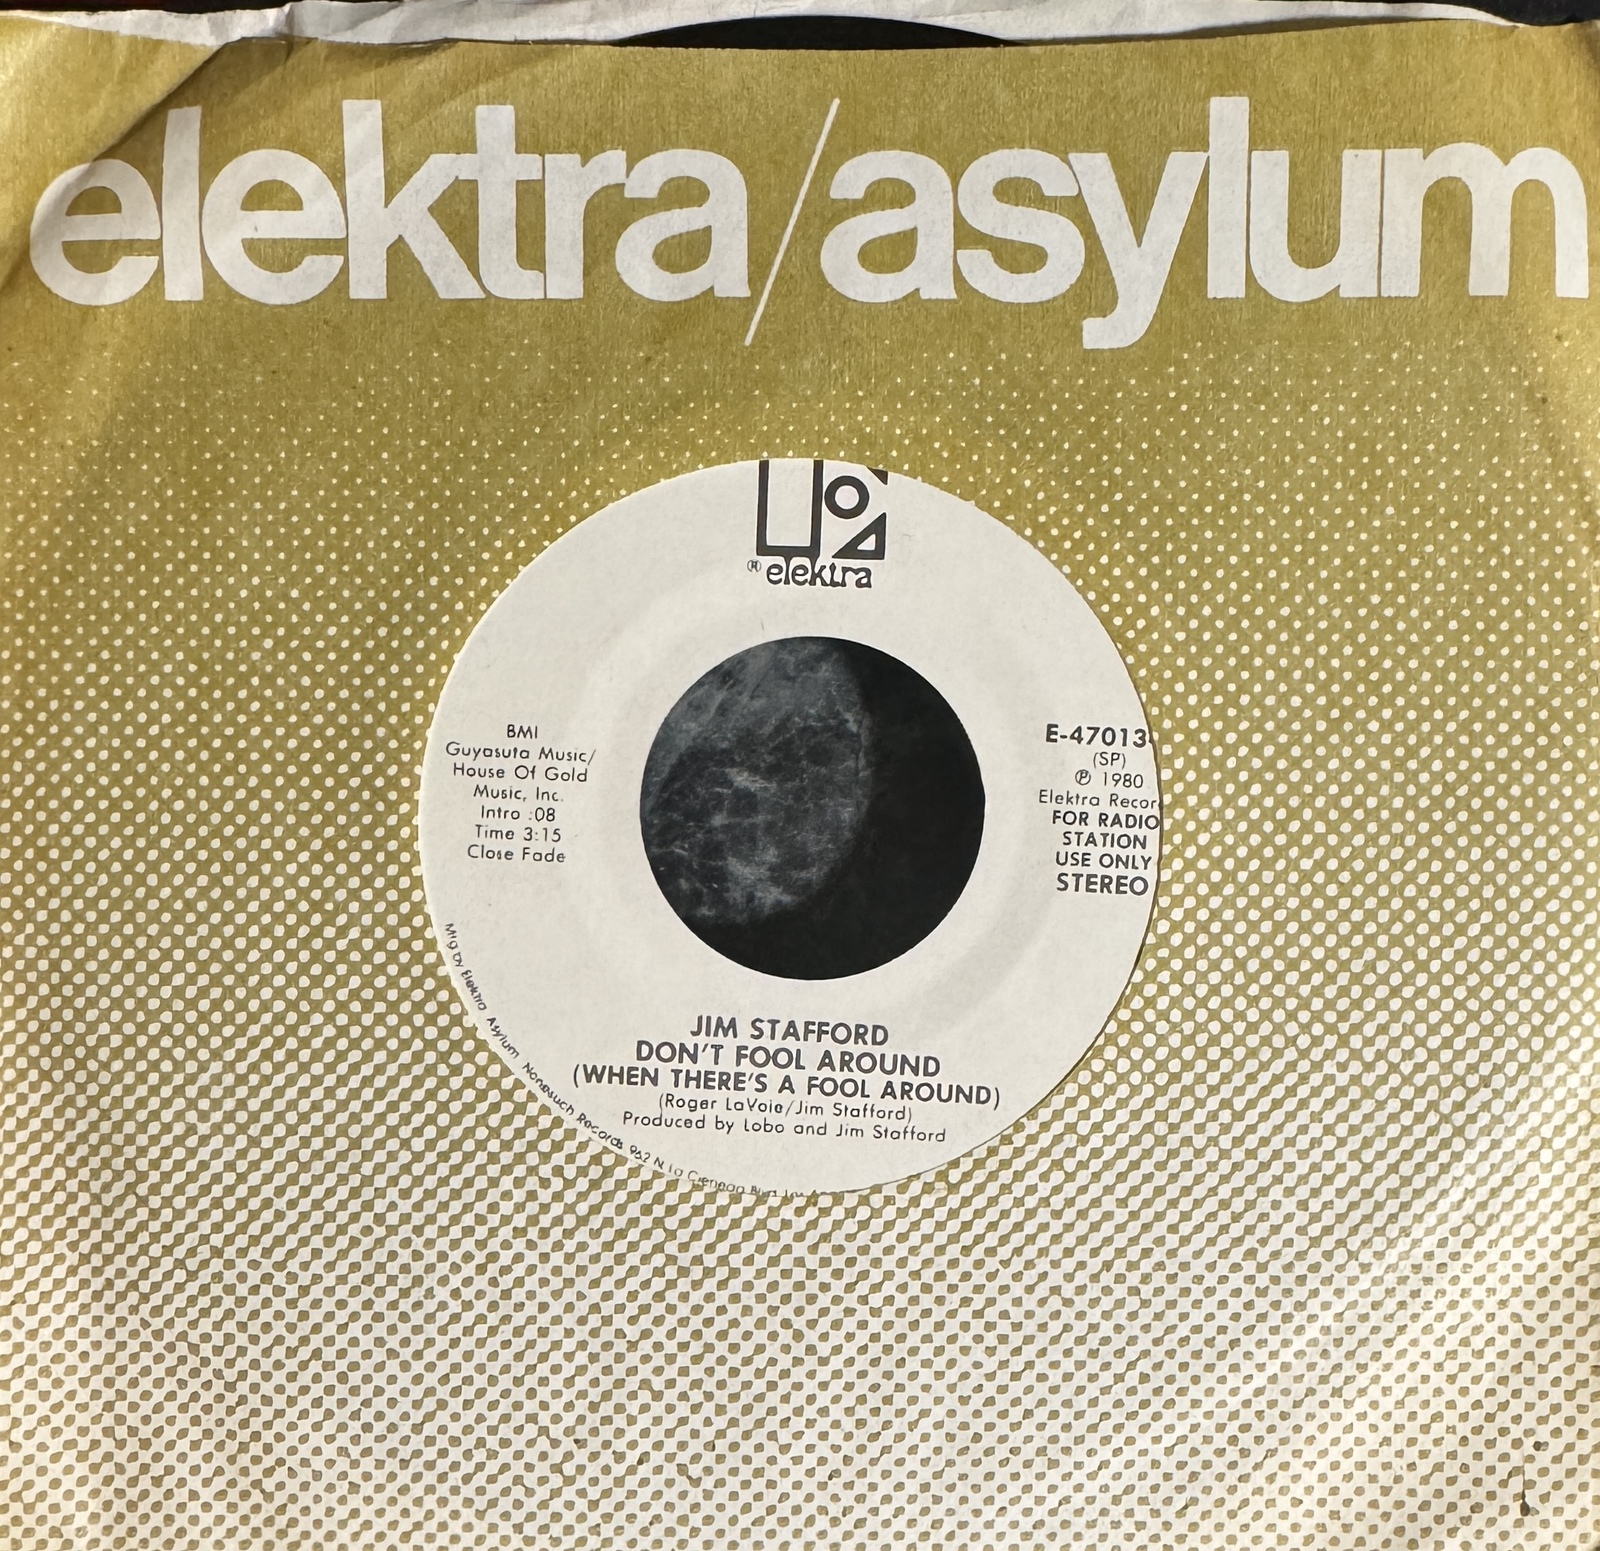 elektra/asylum
® elektra
BMI
Guyasuta Music/
House Of Gold
Music, Inc.
Intro :08
Time 3:15
Close Fade
E-47013
(SP)
℗ 1980
Elektra Recor
FOR RADIO
STATION
USE ONLY
STEREO
JIM STAFFORD
DON'T FOOL AROUND
(WHEN THERE'S A FOOL AROUND)
(Roger LaVoie/Jim Stafford)
Produced by Lobo and Jim Stafford
Mfg by Elektra Asylum Nonesuch Records 962 N La Cienega Blvd